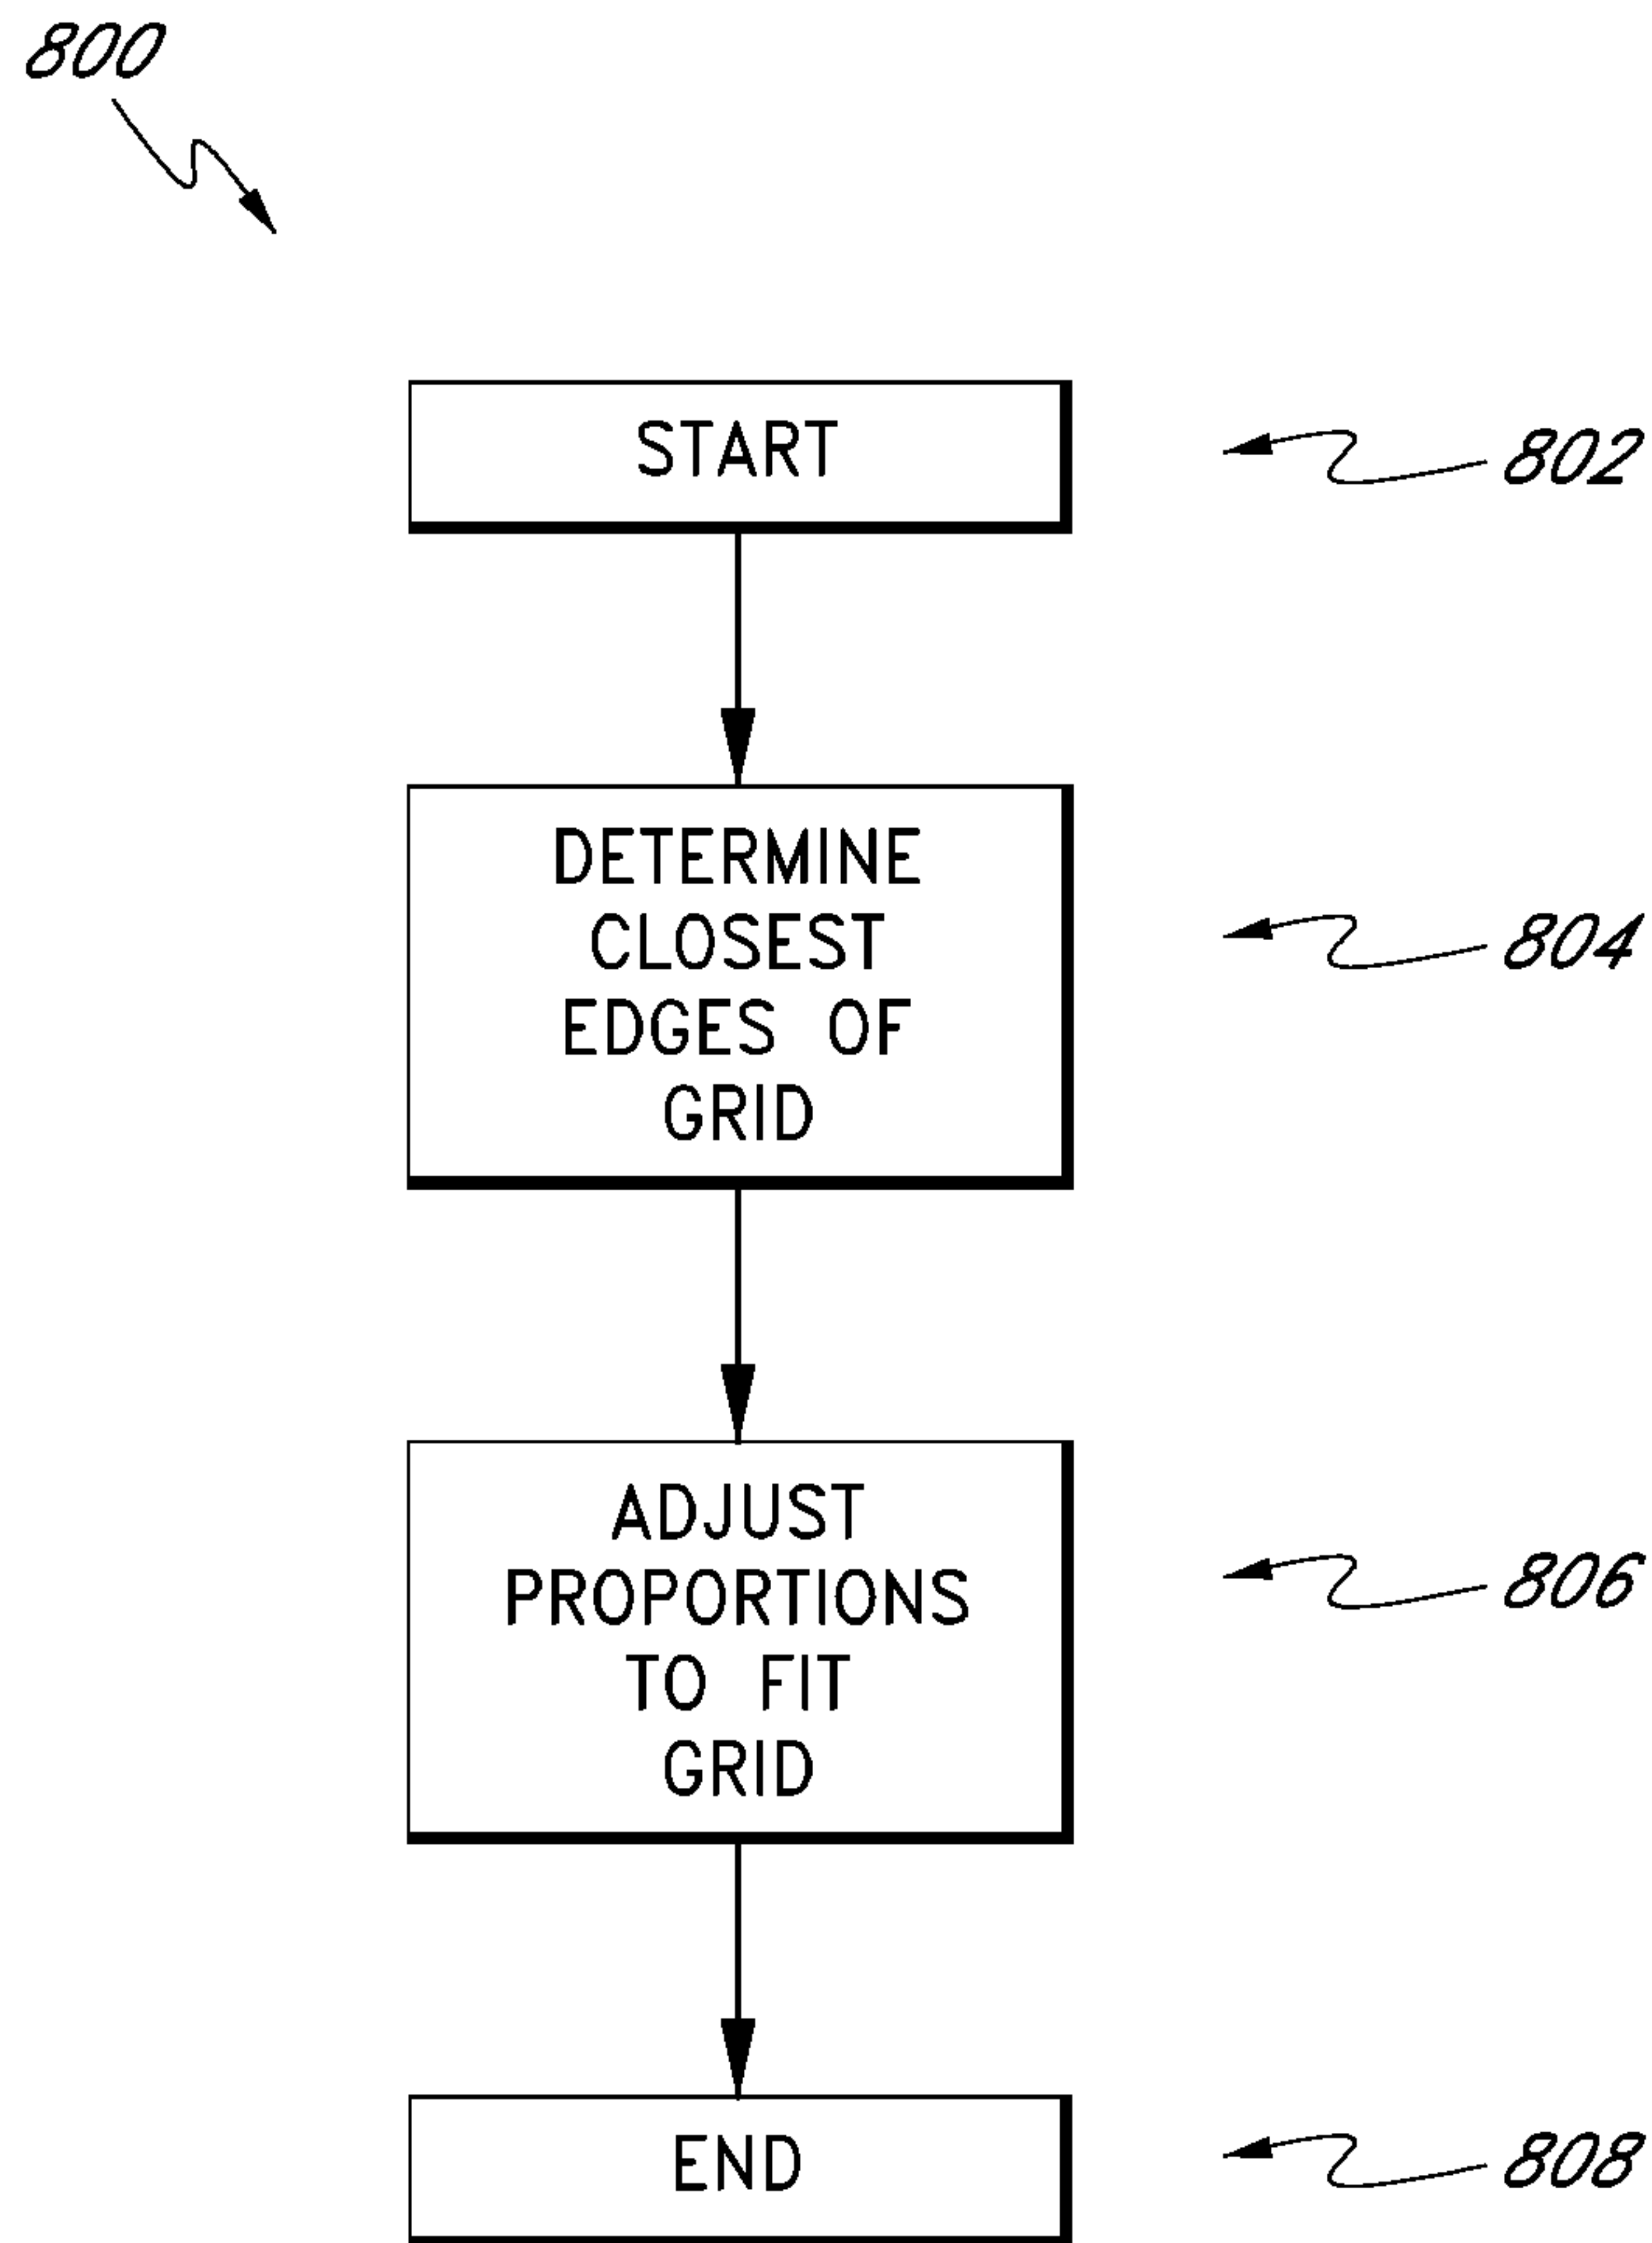 800
START
802
DETERMINE
CLOSEST
EDGES OF
GRID
804
ADJUST
PROPORTIONS
TO FIT
GRID
806
END
808